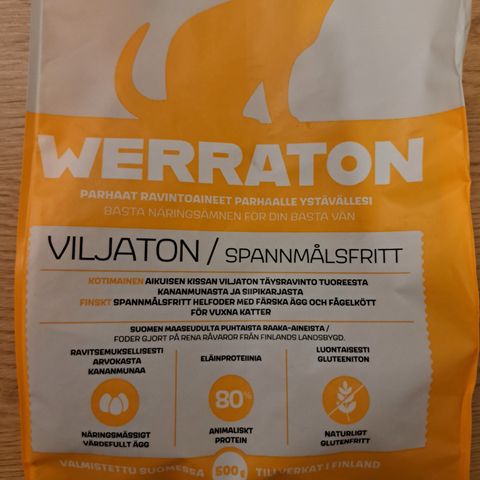 WERRATON
PARHAAT RAVINTOAINEET PARHAALLE YSTÄVÄLLESI
BÄSTA NÄRINGSÄMNEN FÖR DIN BÄSTA VÄN
VILJATON / SPANNMÅLSFRITT
KOTIMAINEN AIKUISEN KISSAN VILJATON TÄYSRAVINTO TUOREESTA
KANANMUNASTA JA SIIPIKARJASTA
FINSKT SPANNMÅLSFRITT HELFODER MED FÄRSKA ÄGG OCH FÅGELKÖTT
FÖR VUXNA KATTER
SUOMEN MAASEUDULTA PUHTAISTA RAAKA-AINEISTA /
FODER GJORT PÅ RENA RÅVAROR FRÅN FINLANDS LANDSBYGD.
RAVITSEMUKSELLISESTI
ARVOKASTA
KANANMUNAA
NÄRINGSMÄSSIGT
VÄRDEFULLT ÄGG
ELÄINPROTEIINIA
80%
ANIMALISKT
PROTEIN
LUONTAISESTI
GLUTEENITON
NATURLIGT
GLUTENFRITT
VALMISTETTU SUOMESSA 500 g TILLVERKAT I FINLAND